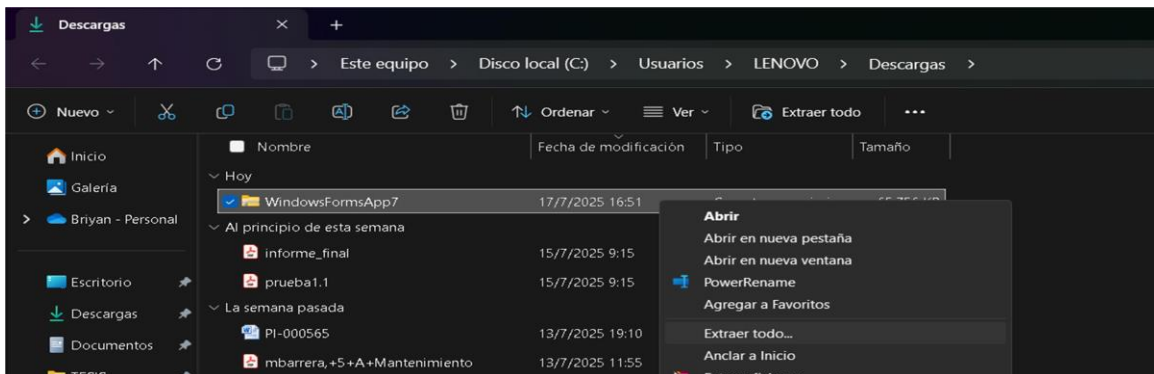 Descargas
Este equipo > Disco local (C:) > Usuarios > LENOVO > Descargas >
Nuevo Ordenar Ver Extraer todo ...
Nombre Fecha de modificación Tipo Tamaño
Inicio
Galería
Briyan - Personal
Escritorio
Descargas
Documentos
Hoy
WindowsFormsApp7 17/7/2025 16:51
Al principio de esta semana
informe_final 15/7/2025 9:15
prueba1.1 15/7/2025 9:15
La semana pasada
PI-000565 13/7/2025 19:10
mbarrera,+5+A+Mantenimiento 13/7/2025 11:55
Abrir
Abrir en nueva pestaña
Abrir en nueva ventana
PowerRename
Agregar a Favoritos
Extraer todo...
Anclar a Inicio